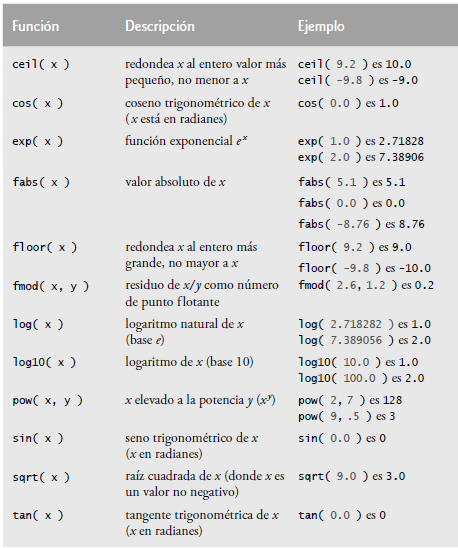 Función Descripción Ejemplo
ceil( x ) redondea x al entero valor más ceil( 9.2 ) es 10.0
pequeño, no menor a x ceil( -9.8 ) es -9.0
cos( x ) coseno trigonométrico de x cos( 0.0 ) es 1.0
(x está en radianes)
exp( x ) función exponencial eˣ exp( 1.0 ) es 2.71828
exp( 2.0 ) es 7.38906
fabs( x ) valor absoluto de x fabs( 5.1 ) es 5.1
fabs( 0.0 ) es 0.0
fabs( -8.76 ) es 8.76
floor( x ) redondea x al entero más floor( 9.2 ) es 9.0
grande, no mayor a x floor( -9.8 ) es -10.0
fmod( x, y ) residuo de x/y como número fmod( 2.6, 1.2 ) es 0.2
de punto flotante
log( x ) logaritmo natural de x log( 2.718282 ) es 1.0
(base e) log( 7.389056 ) es 2.0
log10( x ) logaritmo de x (base 10) log10( 10.0 ) es 1.0
log10( 100.0 ) es 2.0
pow( x, y ) x elevado a la potencia y (xʸ) pow( 2, 7 ) es 128
pow( 9, .5 ) es 3
sin( x ) seno trigonométrico de x sin( 0.0 ) es 0
(x en radianes)
sqrt( x ) raíz cuadrada de x (donde x es sqrt( 9.0 ) es 3.0
un valor no negativo)
tan( x ) tangente trigonométrica de x tan( 0.0 ) es 0
(x en radianes)